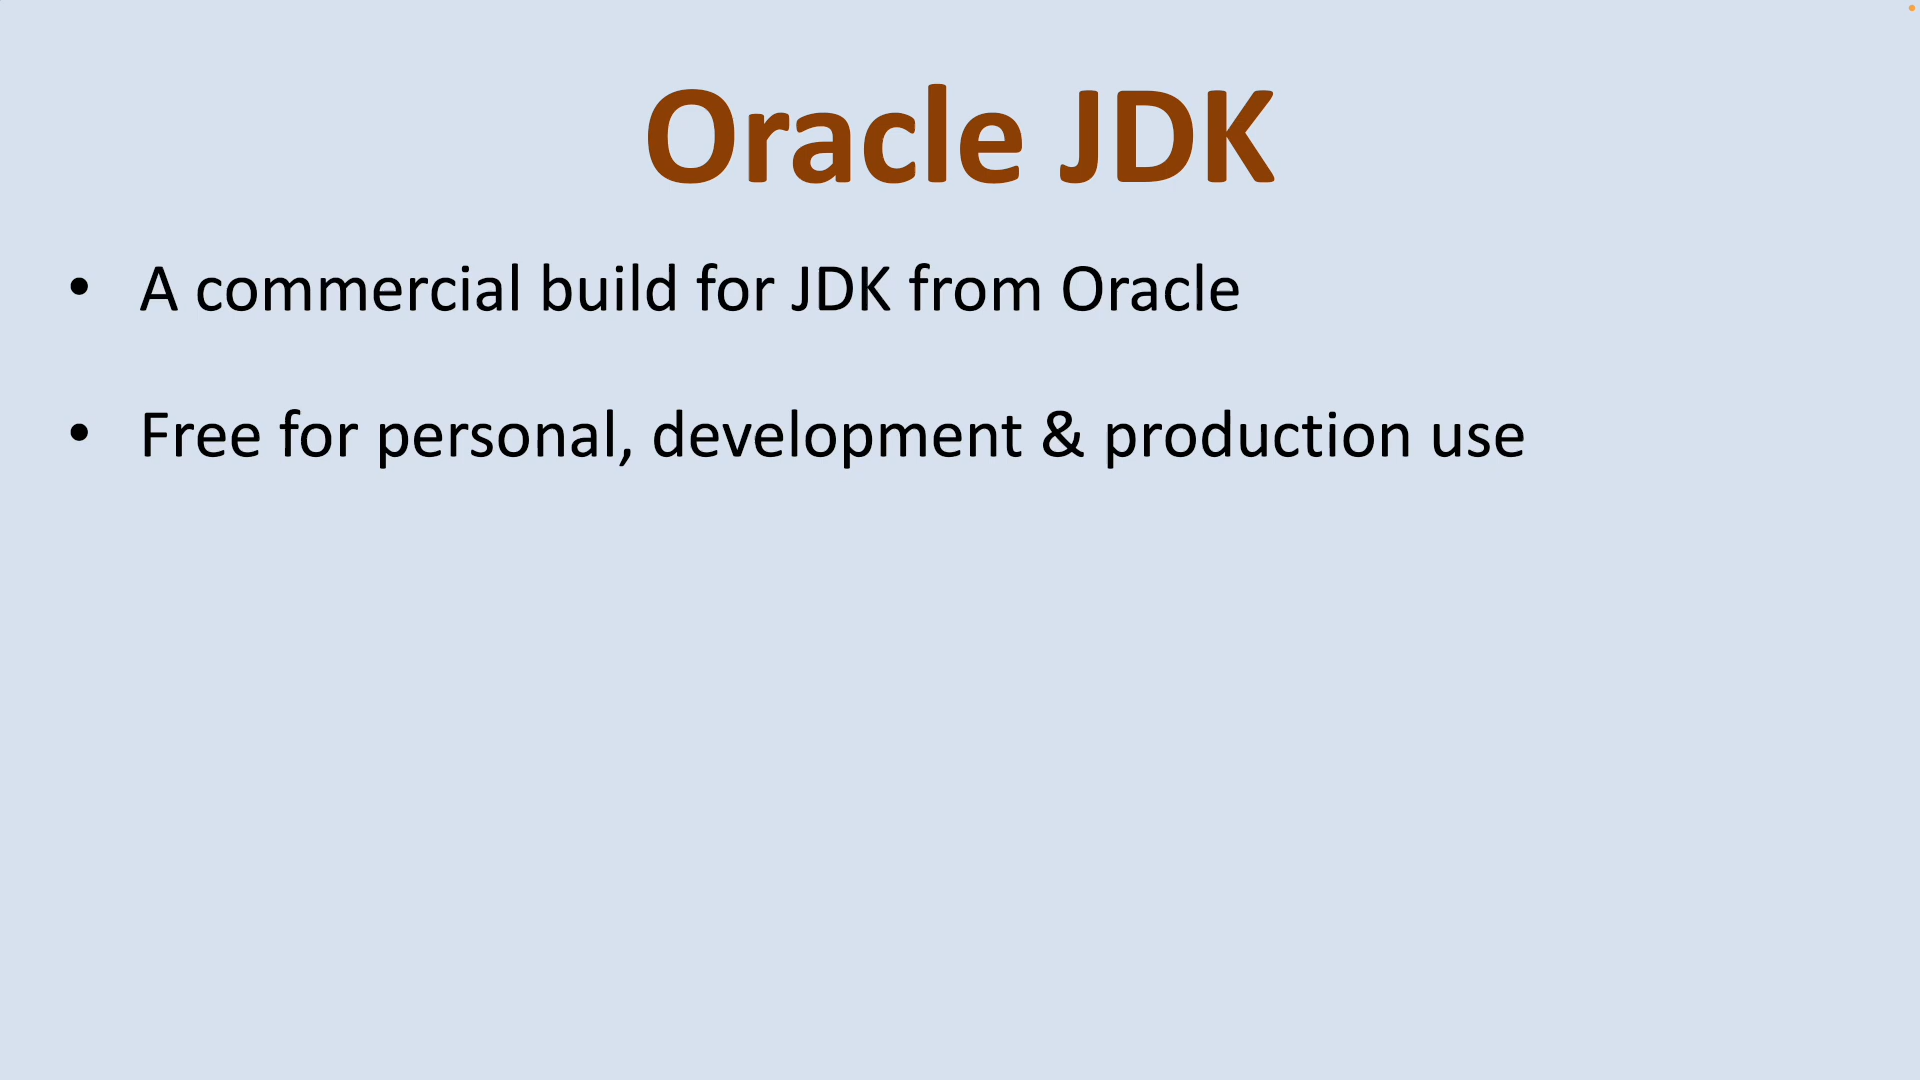 Oracle JDK
• A commercial build for JDK from Oracle
• Free for personal, development & production use